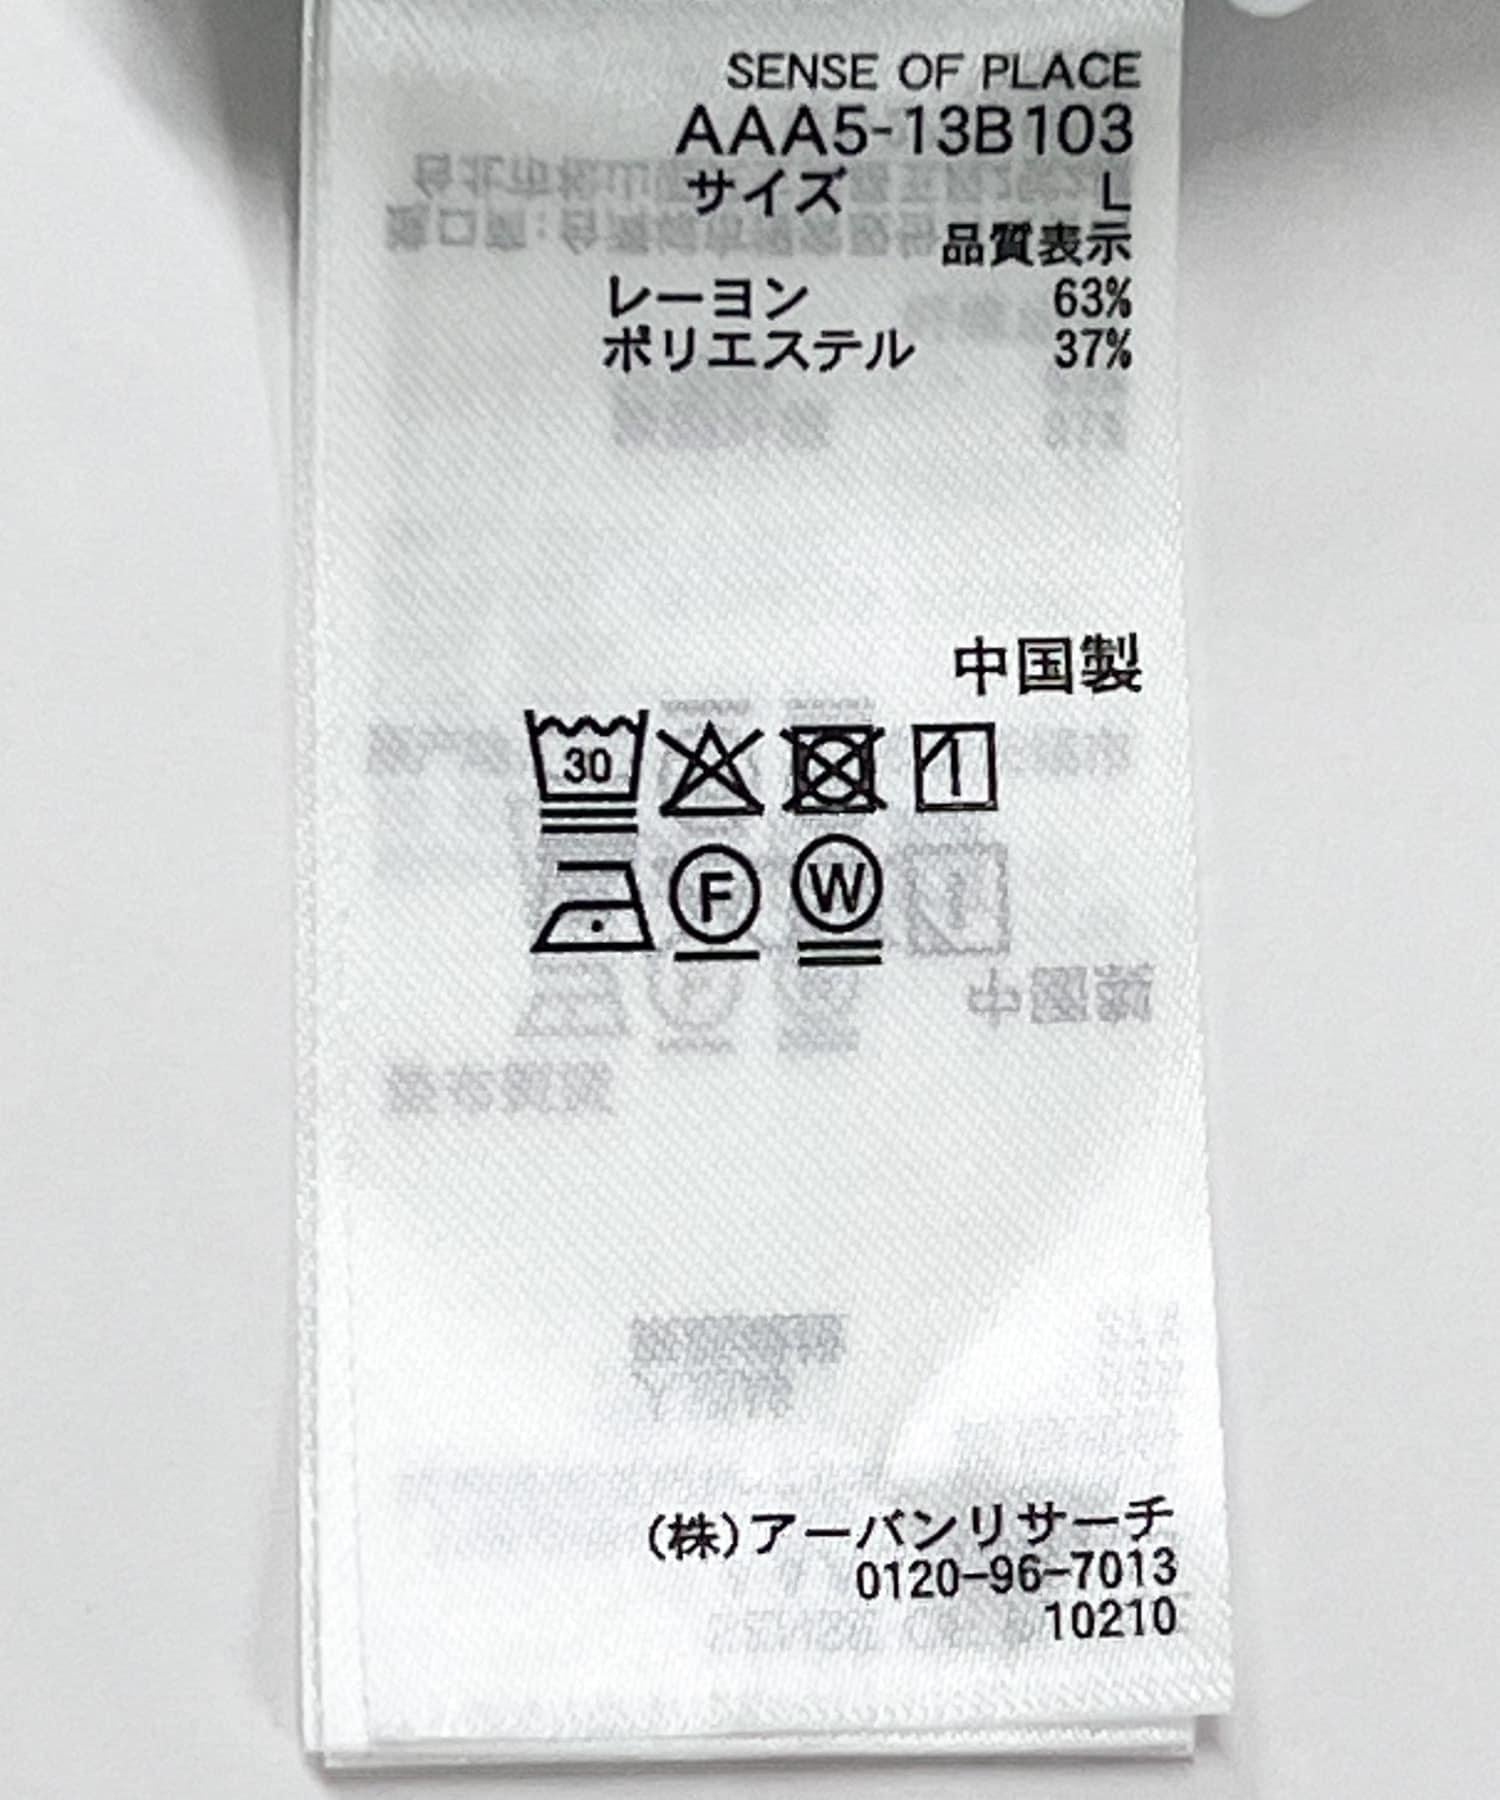 SENSE OF PLACE
AAA5-13B103
サイズ L
品質表示
レーヨン 63%
ポリエステル 37%
中国製
30
F W
(株)アーバンリサーチ
0120-96-7013
10210